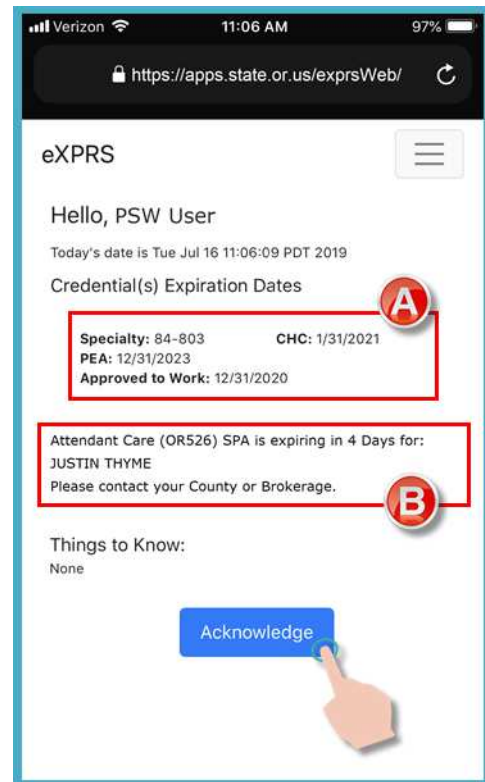 Verizon 11:06 AM 97%
https://apps.state.or.us/exprsWeb/
eXPRS
Hello, PSW User
Today's date is Tue Jul 16 11:06:09 PDT 2019
Credential(s) Expiration Dates
A
Specialty: 84-803 CHC: 1/31/2021
PEA: 12/31/2023
Approved to Work: 12/31/2020
Attendant Care (OR526) SPA is expiring in 4 Days for:
JUSTIN THYME
Please contact your County or Brokerage.
B
Things to Know:
None
Acknowledge